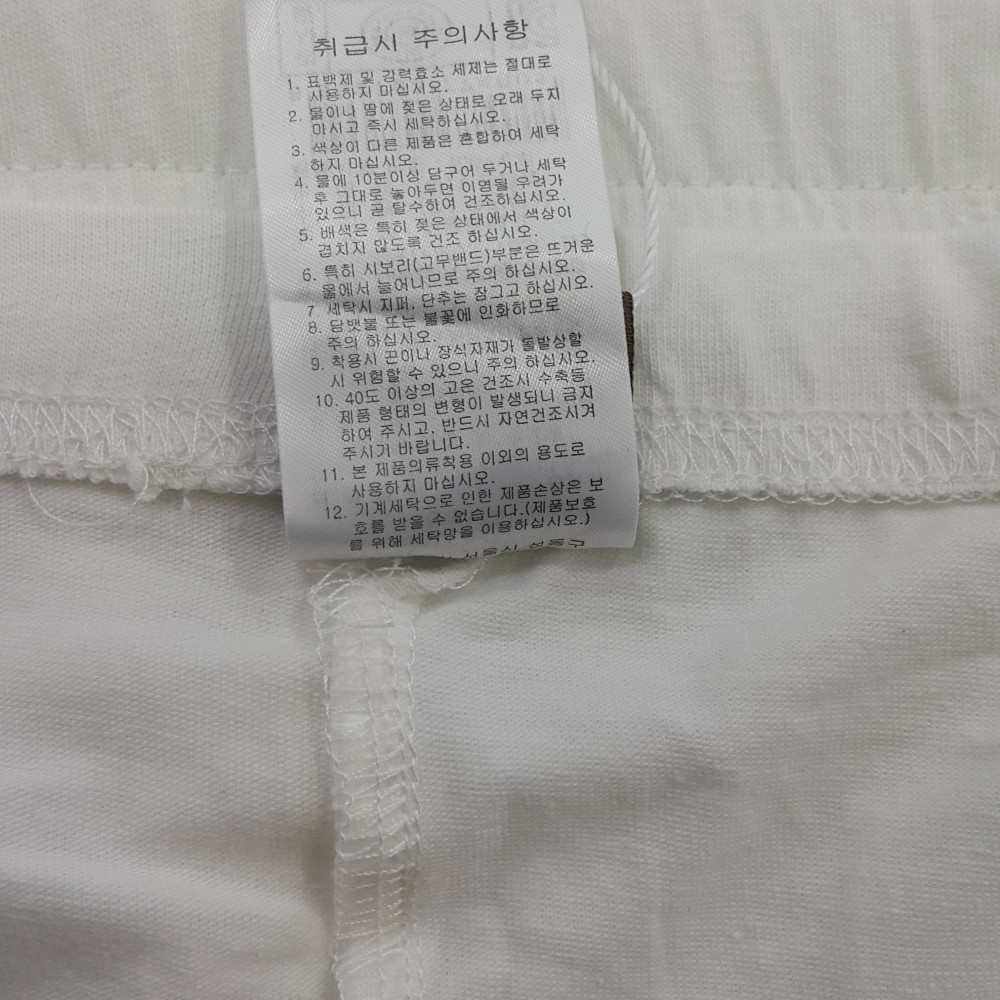 취급시 주의사항
1. 표백제 및 강력효소 세제는 절대로
사용하지 마십시오.
2. 물이나 땀에 젖은 상태로 오래 두지
마시고 즉시 세탁하십시오.
3. 색상이 다른 제품은 혼합하여 세탁
하지 마십시오.
4. 물에 10분이상 담구어 두거나 세탁
후 그대로 놓아두면 이염될 우려가
있으니 곧 탈수하여 건조하십시오.
5. 배색은 특히 젖은 상태에서 색상이
겹치지 않도록 건조 하십시오.
6. 특히 시보리(고무밴드)부분은 뜨거운
물에서 늘어나므로 주의 하십시오.
7 세탁시 지퍼, 단추는 잠그고 하십시오.
8. 담뱃불 또는 불꽃에 인화하므로
주의 하십시오.
9. 착용시 끈이나 장식자재가 돌발상할
시 위험할 수 있으니 주의 하십시오.
10. 40도 이상의 고온 건조시 수축등
제품 형태의 변형이 발생되니 금지
하여 주시고, 반드시 자연건조시켜
주시기 바랍니다.
11. 본 제품의류착용 이외의 용도로
사용하지 마십시오.
12. 기계세탁으로 인한 제품손상은 보
호를 받을 수 없습니다.(제품보호
를 위해 세탁망을 이용하십시오.)